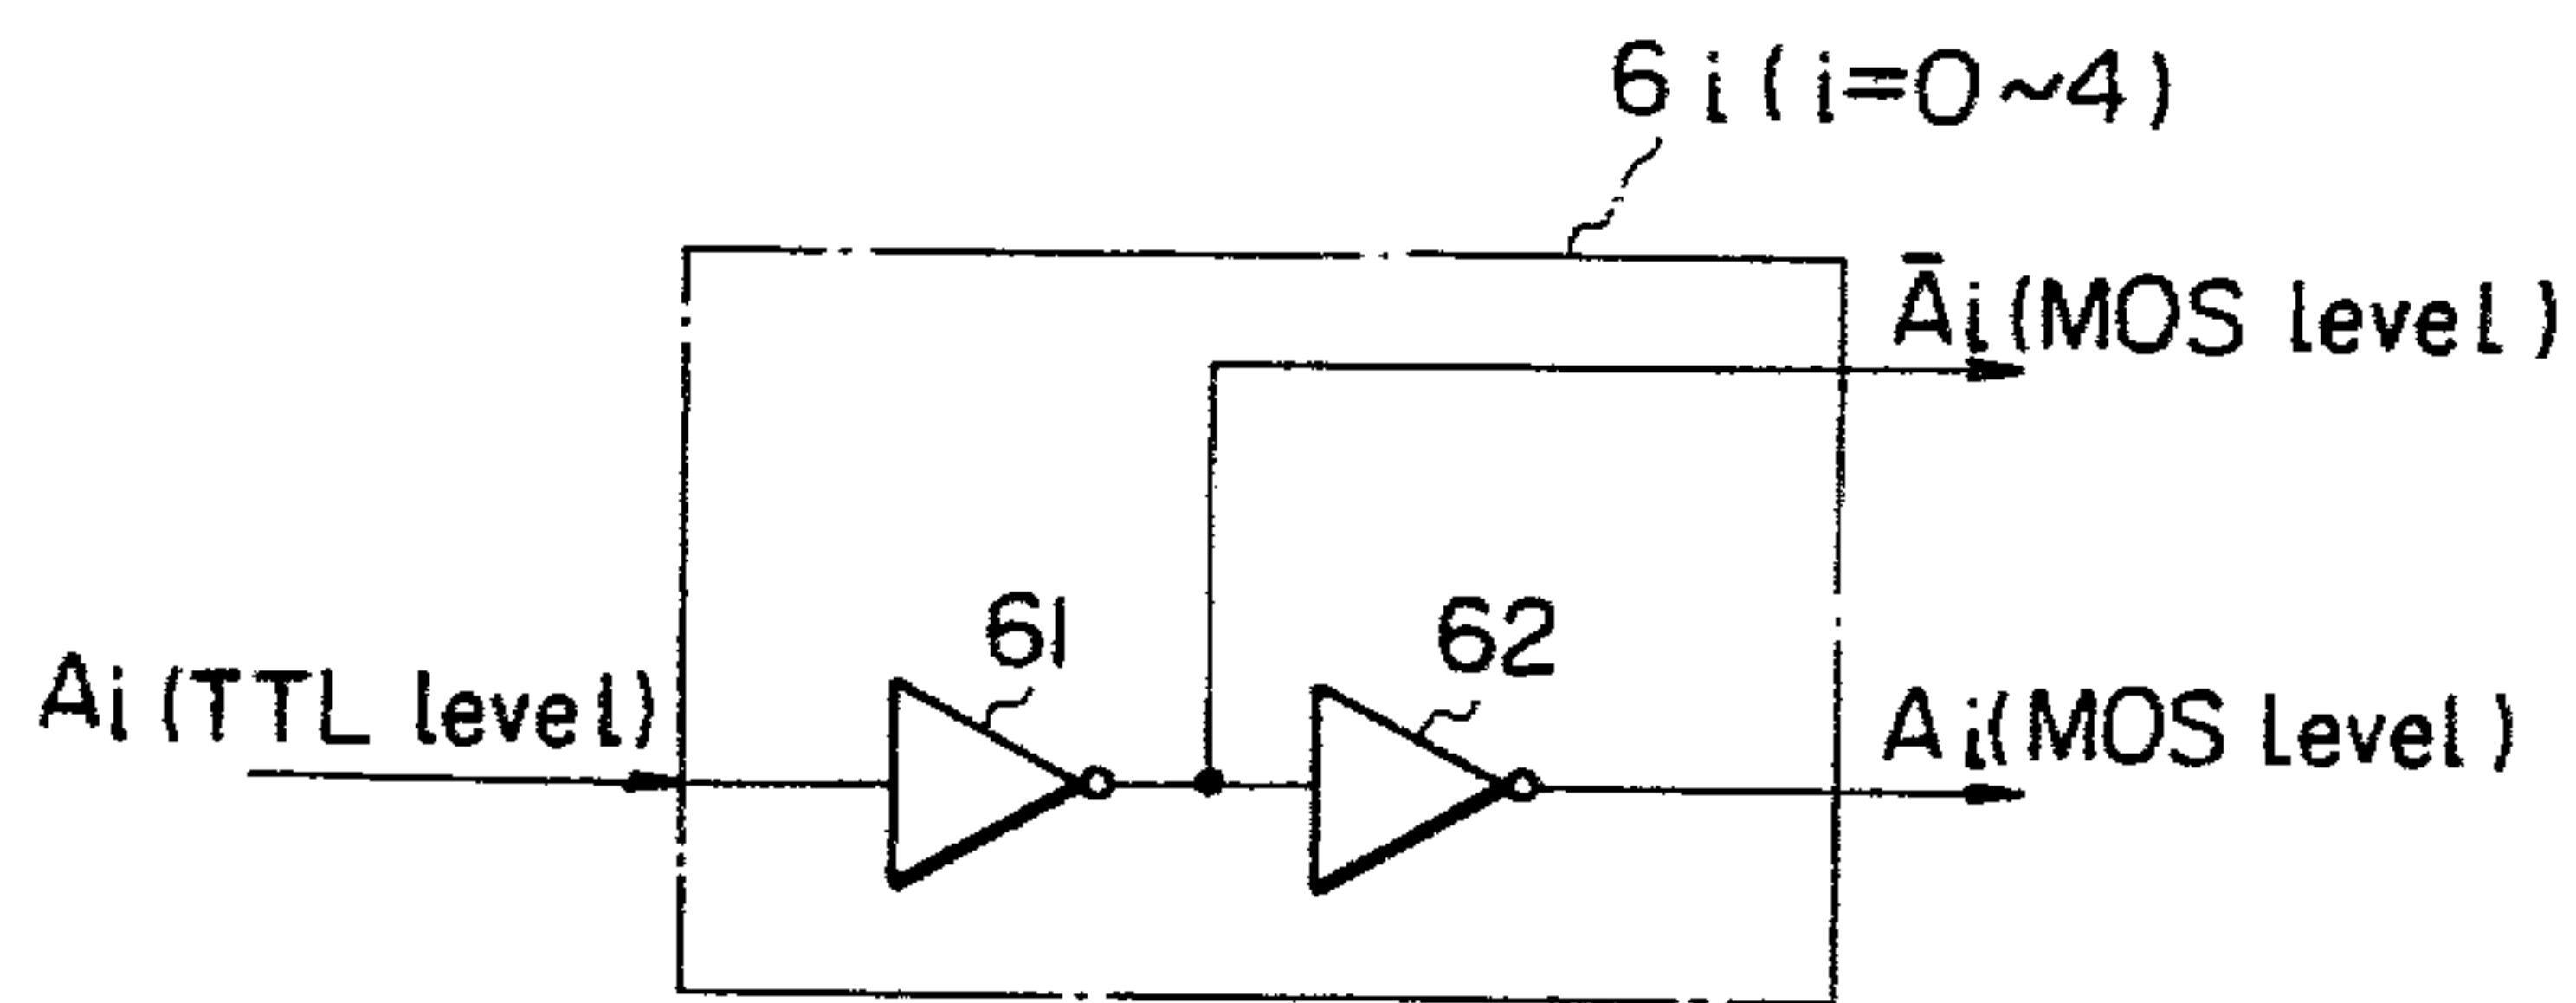 6i (i=0~4)
Āi (MOS level)
61
62
Ai (TTL level)
Ai (MOS level)